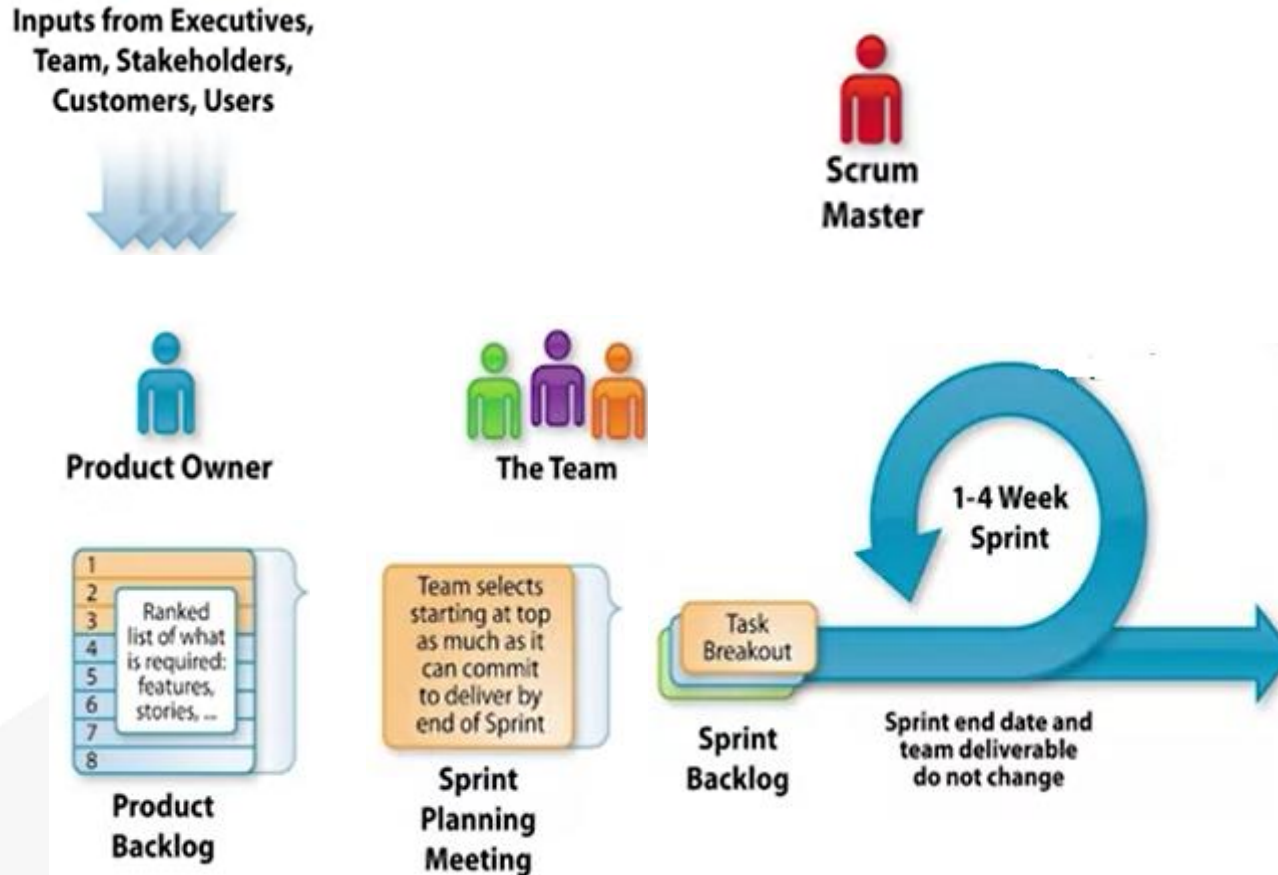 Inputs from Executives,
Team, Stakeholders,
Customers, Users
Scrum
Master
Product Owner
The Team
1-4 Week
Sprint
1
2
3
4
5
6
7
8
Ranked
list of what
is required:
features,
stories, ...
Product
Backlog
Team selects
starting at top
as much as it
can commit
to deliver by
end of Sprint
Sprint
Planning
Meeting
Task
Breakout
Sprint
Backlog
Sprint end date and
team deliverable
do not change